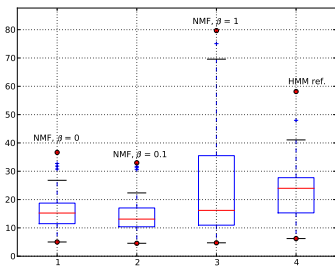 80
70
60
50
40
30
20
10
0
NMF, β = 0
NMF, β = 0.1
NMF, β = 1
HMM ref.
1 2 3 4